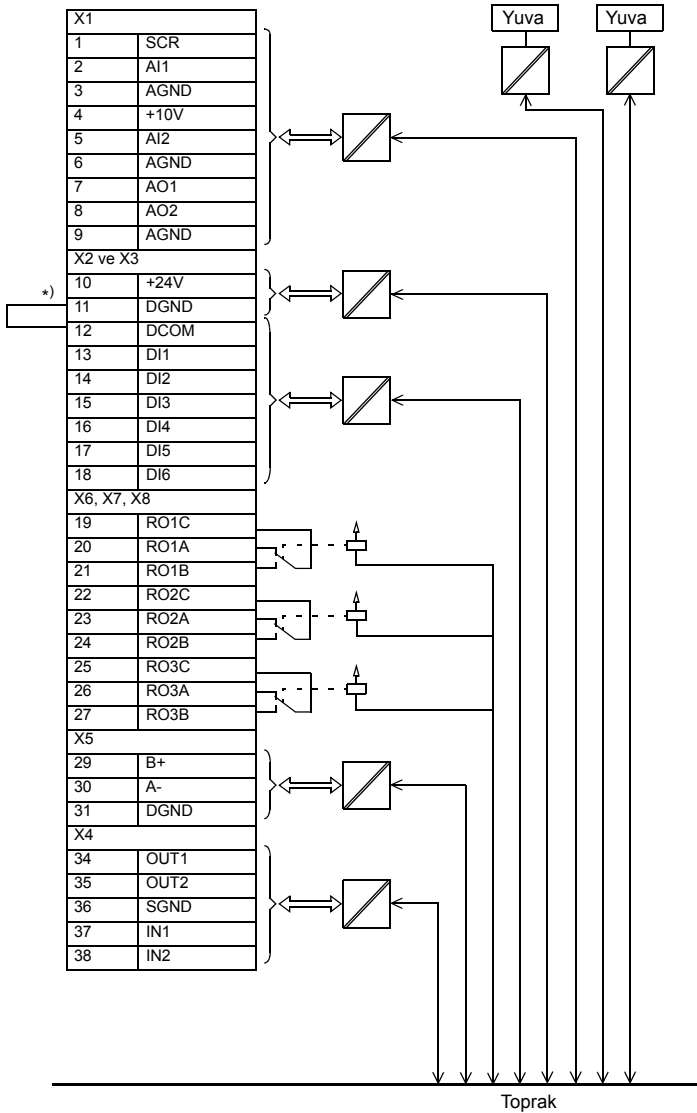 Yuva Yuva
X1
1 SCR
2 AI1
3 AGND
4 +10V
5 AI2
6 AGND
7 AO1
8 AO2
9 AGND
X2 ve X3
*)
10 +24V
11 DGND
12 DCOM
13 DI1
14 DI2
15 DI3
16 DI4
17 DI5
18 DI6
X6, X7, X8
19 RO1C
20 RO1A
21 RO1B
22 RO2C
23 RO2A
24 RO2B
25 RO3C
26 RO3A
27 RO3B
X5
29 B+
30 A-
31 DGND
X4
34 OUT1
35 OUT2
36 SGND
37 IN1
38 IN2
Toprak